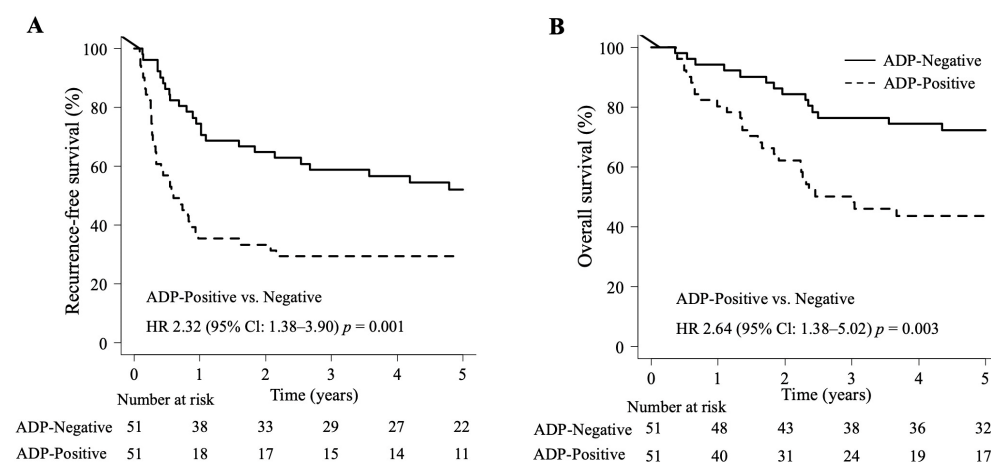 A
Recurrence-free survival (%)
100
80
60
40
20
0
ADP-Positive vs. Negative
HR 2.32 (95% Cl: 1.38–3.90) p = 0.001
0 1 2 3 4 5
Time (years)
Number at risk
ADP-Negative 51 38 33 29 27 22
ADP-Positive 51 18 17 15 14 11
B
Overall survival (%)
100
80
60
40
20
0
ADP-Negative
ADP-Positive
ADP-Positive vs. Negative
HR 2.64 (95% Cl: 1.38–5.02) p = 0.003
0 1 2 3 4 5
Time (years)
Number at risk
ADP-Negative 51 48 43 38 36 32
ADP-Positive 51 40 31 24 19 17